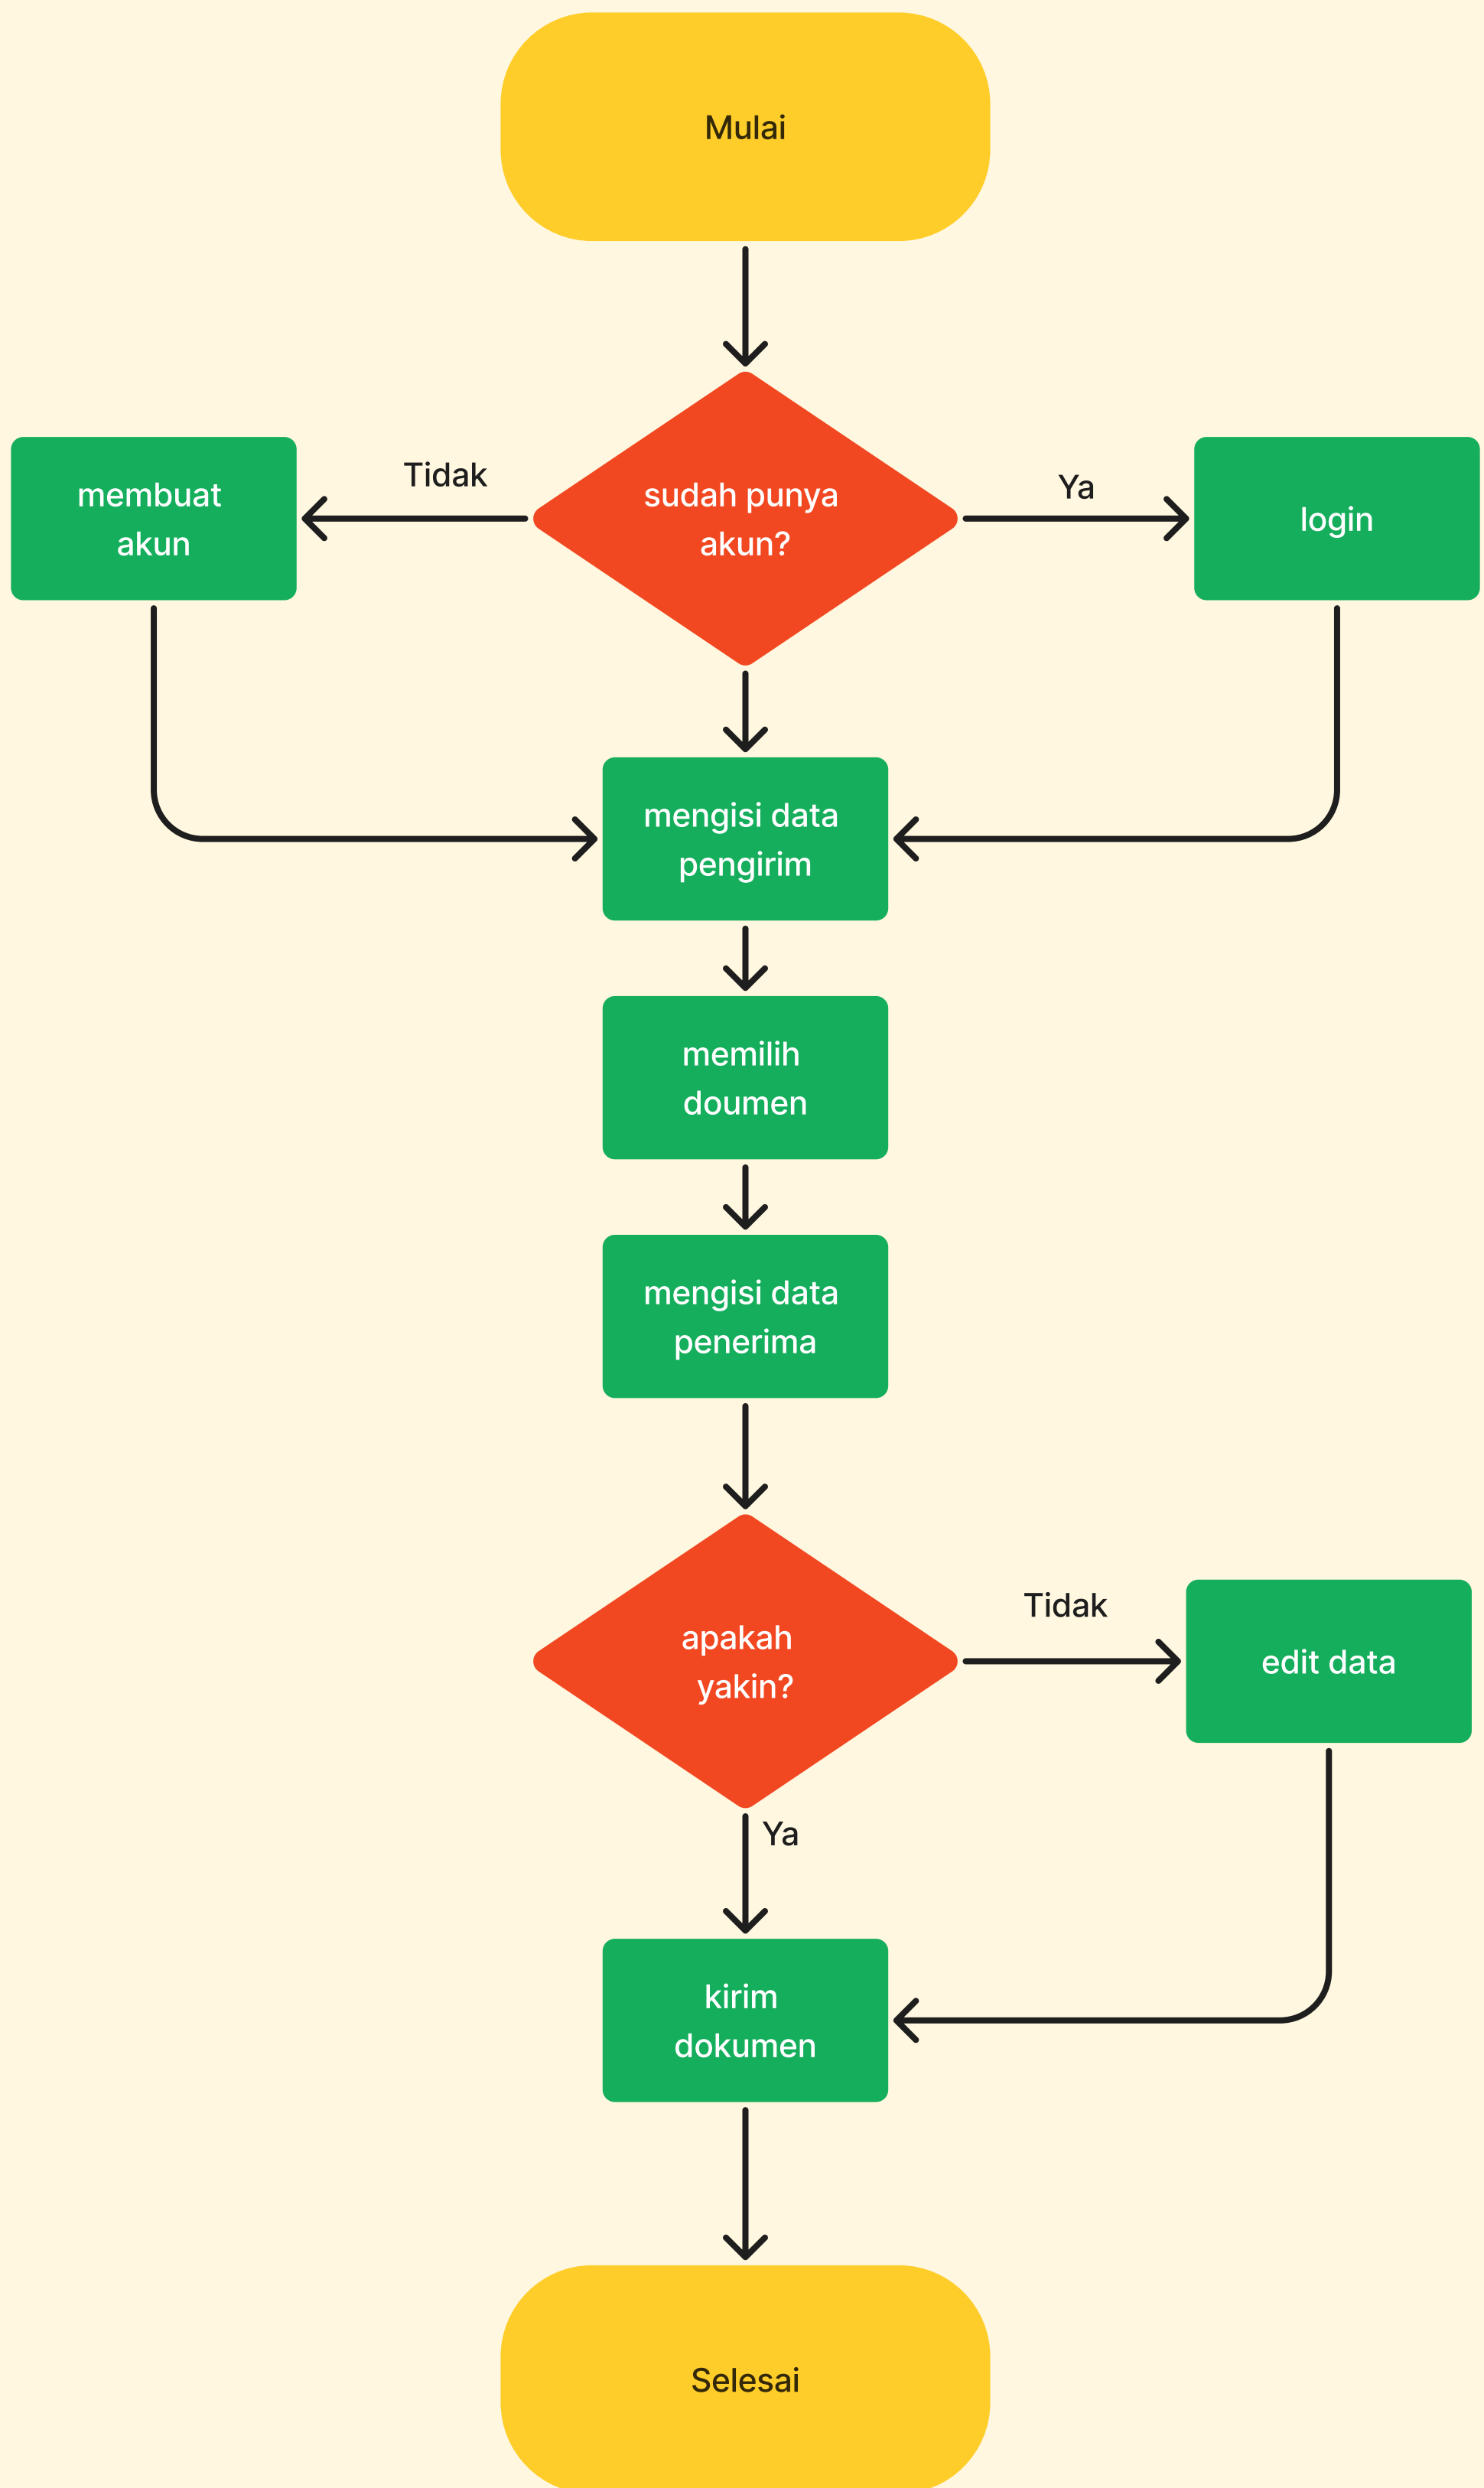 Mulai
Tidak
Ya
membuat
akun
sudah punya
akun?
login
mengisi data
pengirim
memilih
doumen
mengisi data
penerima
apakah
yakin?
Tidak
edit data
Ya
kirim
dokumen
Selesai